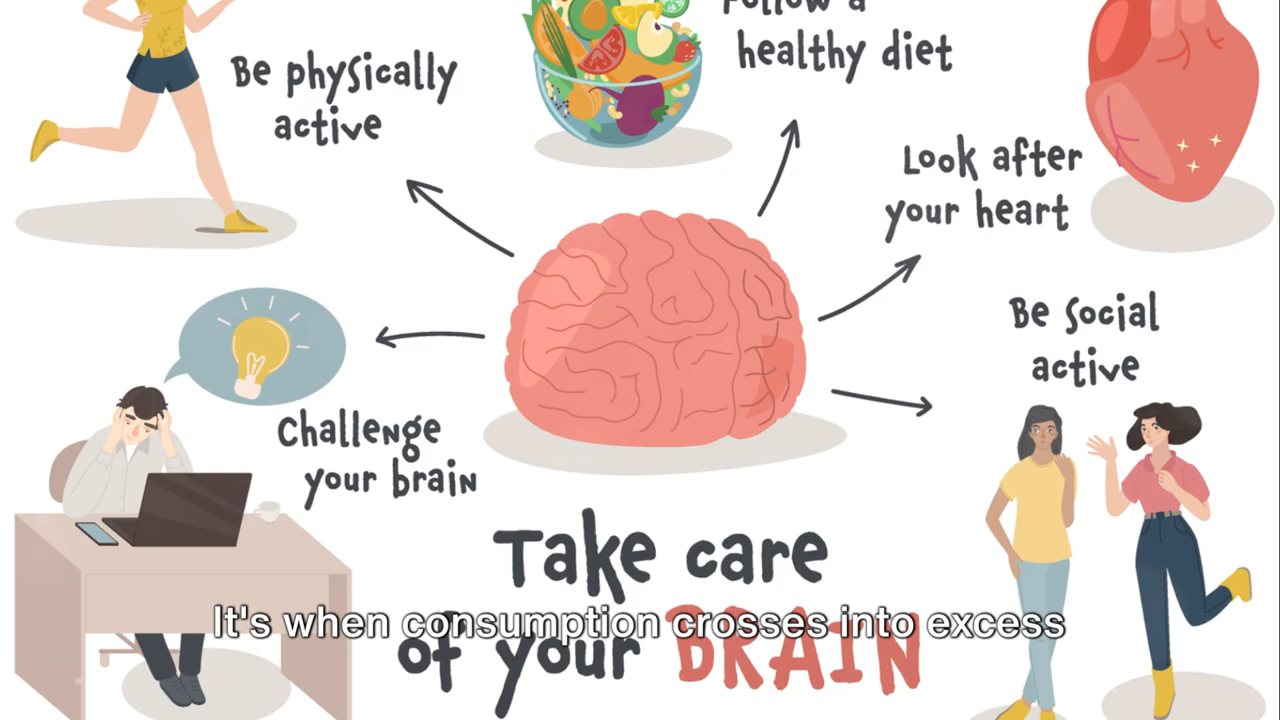 Be physically
active
Follow a
healthy diet
Look after
your heart
Be Social
active
Challenge
your brain
Take care
of your BRAIN
It's when consumption crosses into excess